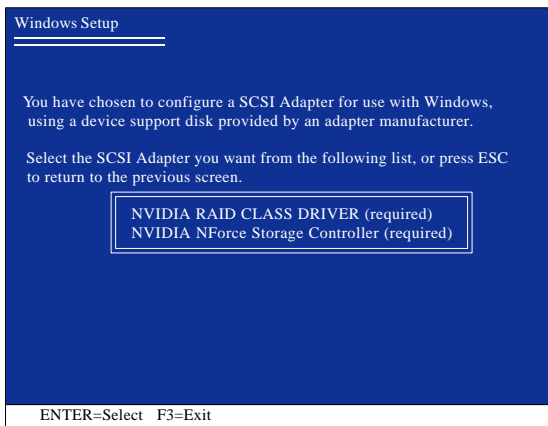 Windows Setup
You have chosen to configure a SCSI Adapter for use with Windows,
using a device support disk provided by an adapter manufacturer.
Select the SCSI Adapter you want from the following list, or press ESC
to return to the previous screen.
NVIDIA RAID CLASS DRIVER (required)
NVIDIA NForce Storage Controller (required)
ENTER=Select F3=Exit